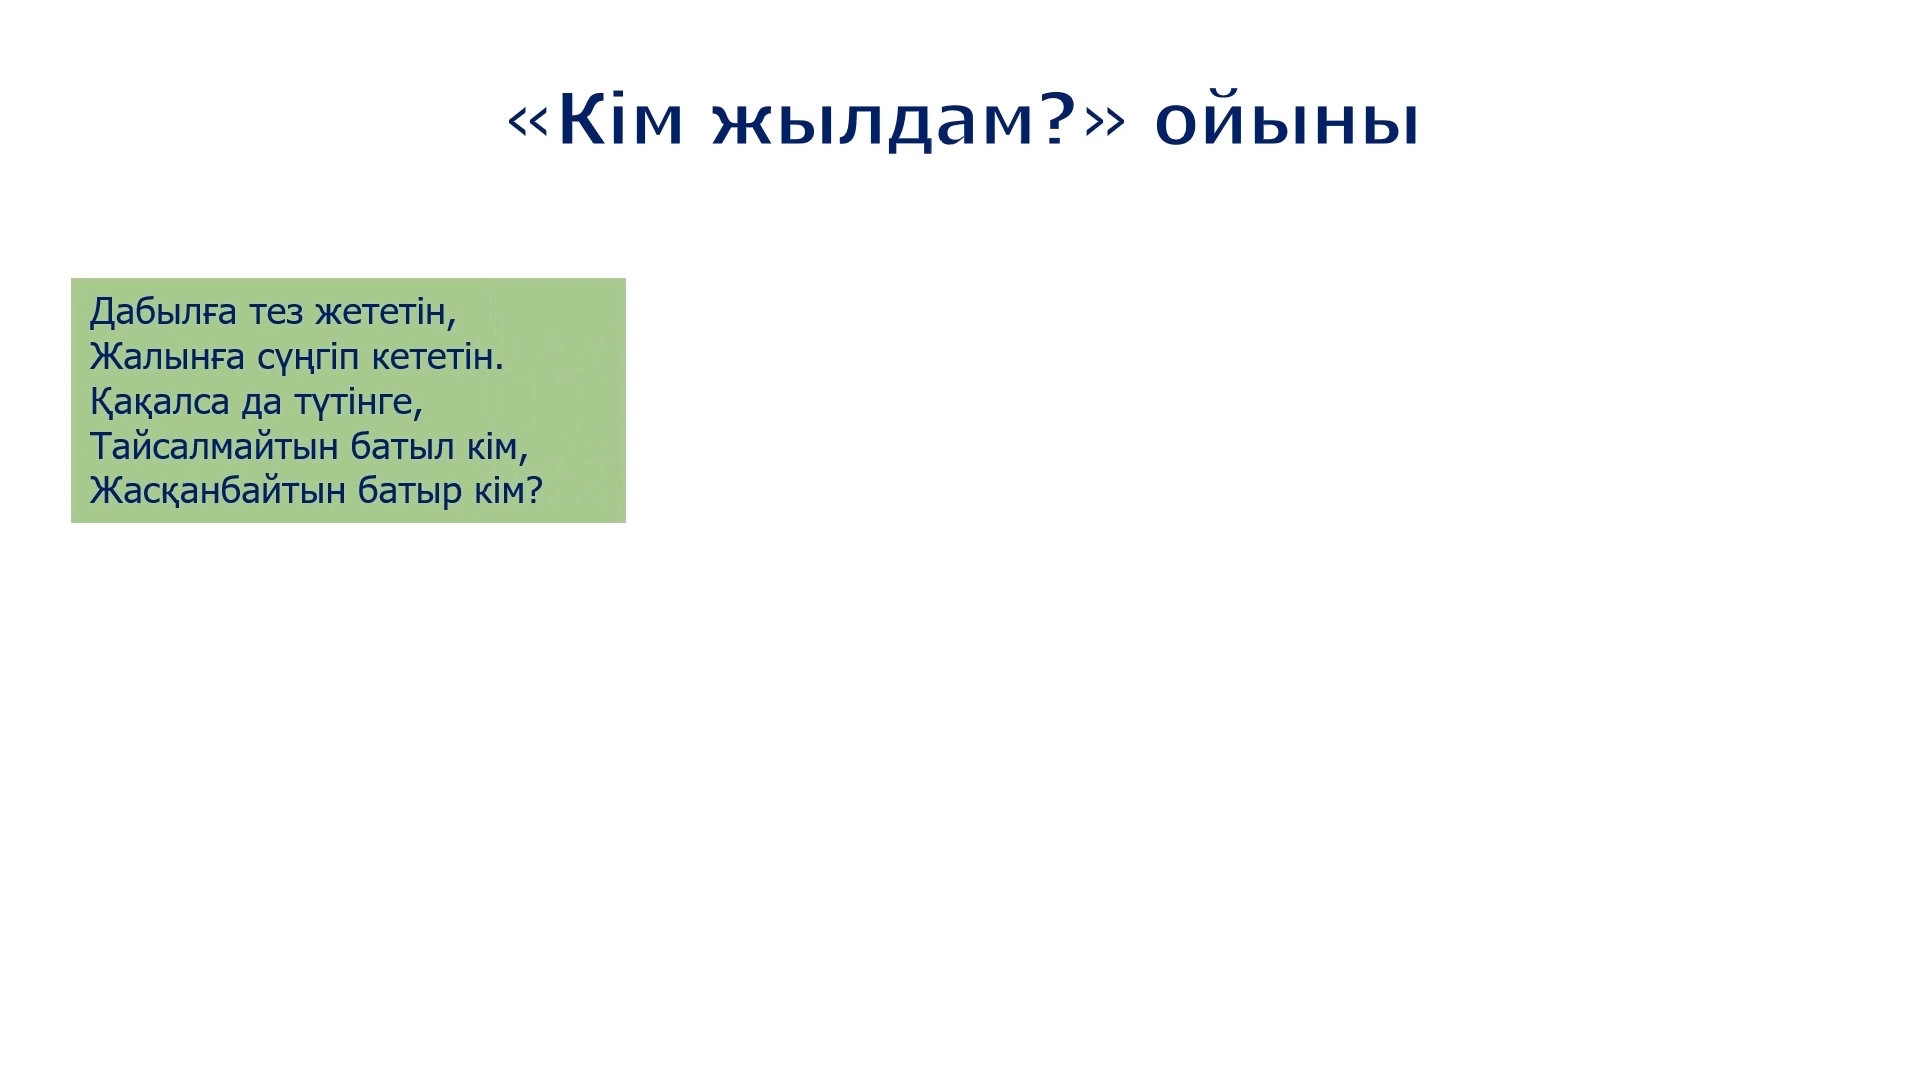 «Кім жылдам?» ойыны
Дабылға тез жететін,
Жалынға сүңгіп кететін.
Қақалса да түтінге,
Тайсалмайтын батыл кім,
Жасқанбайтын батыр кім?